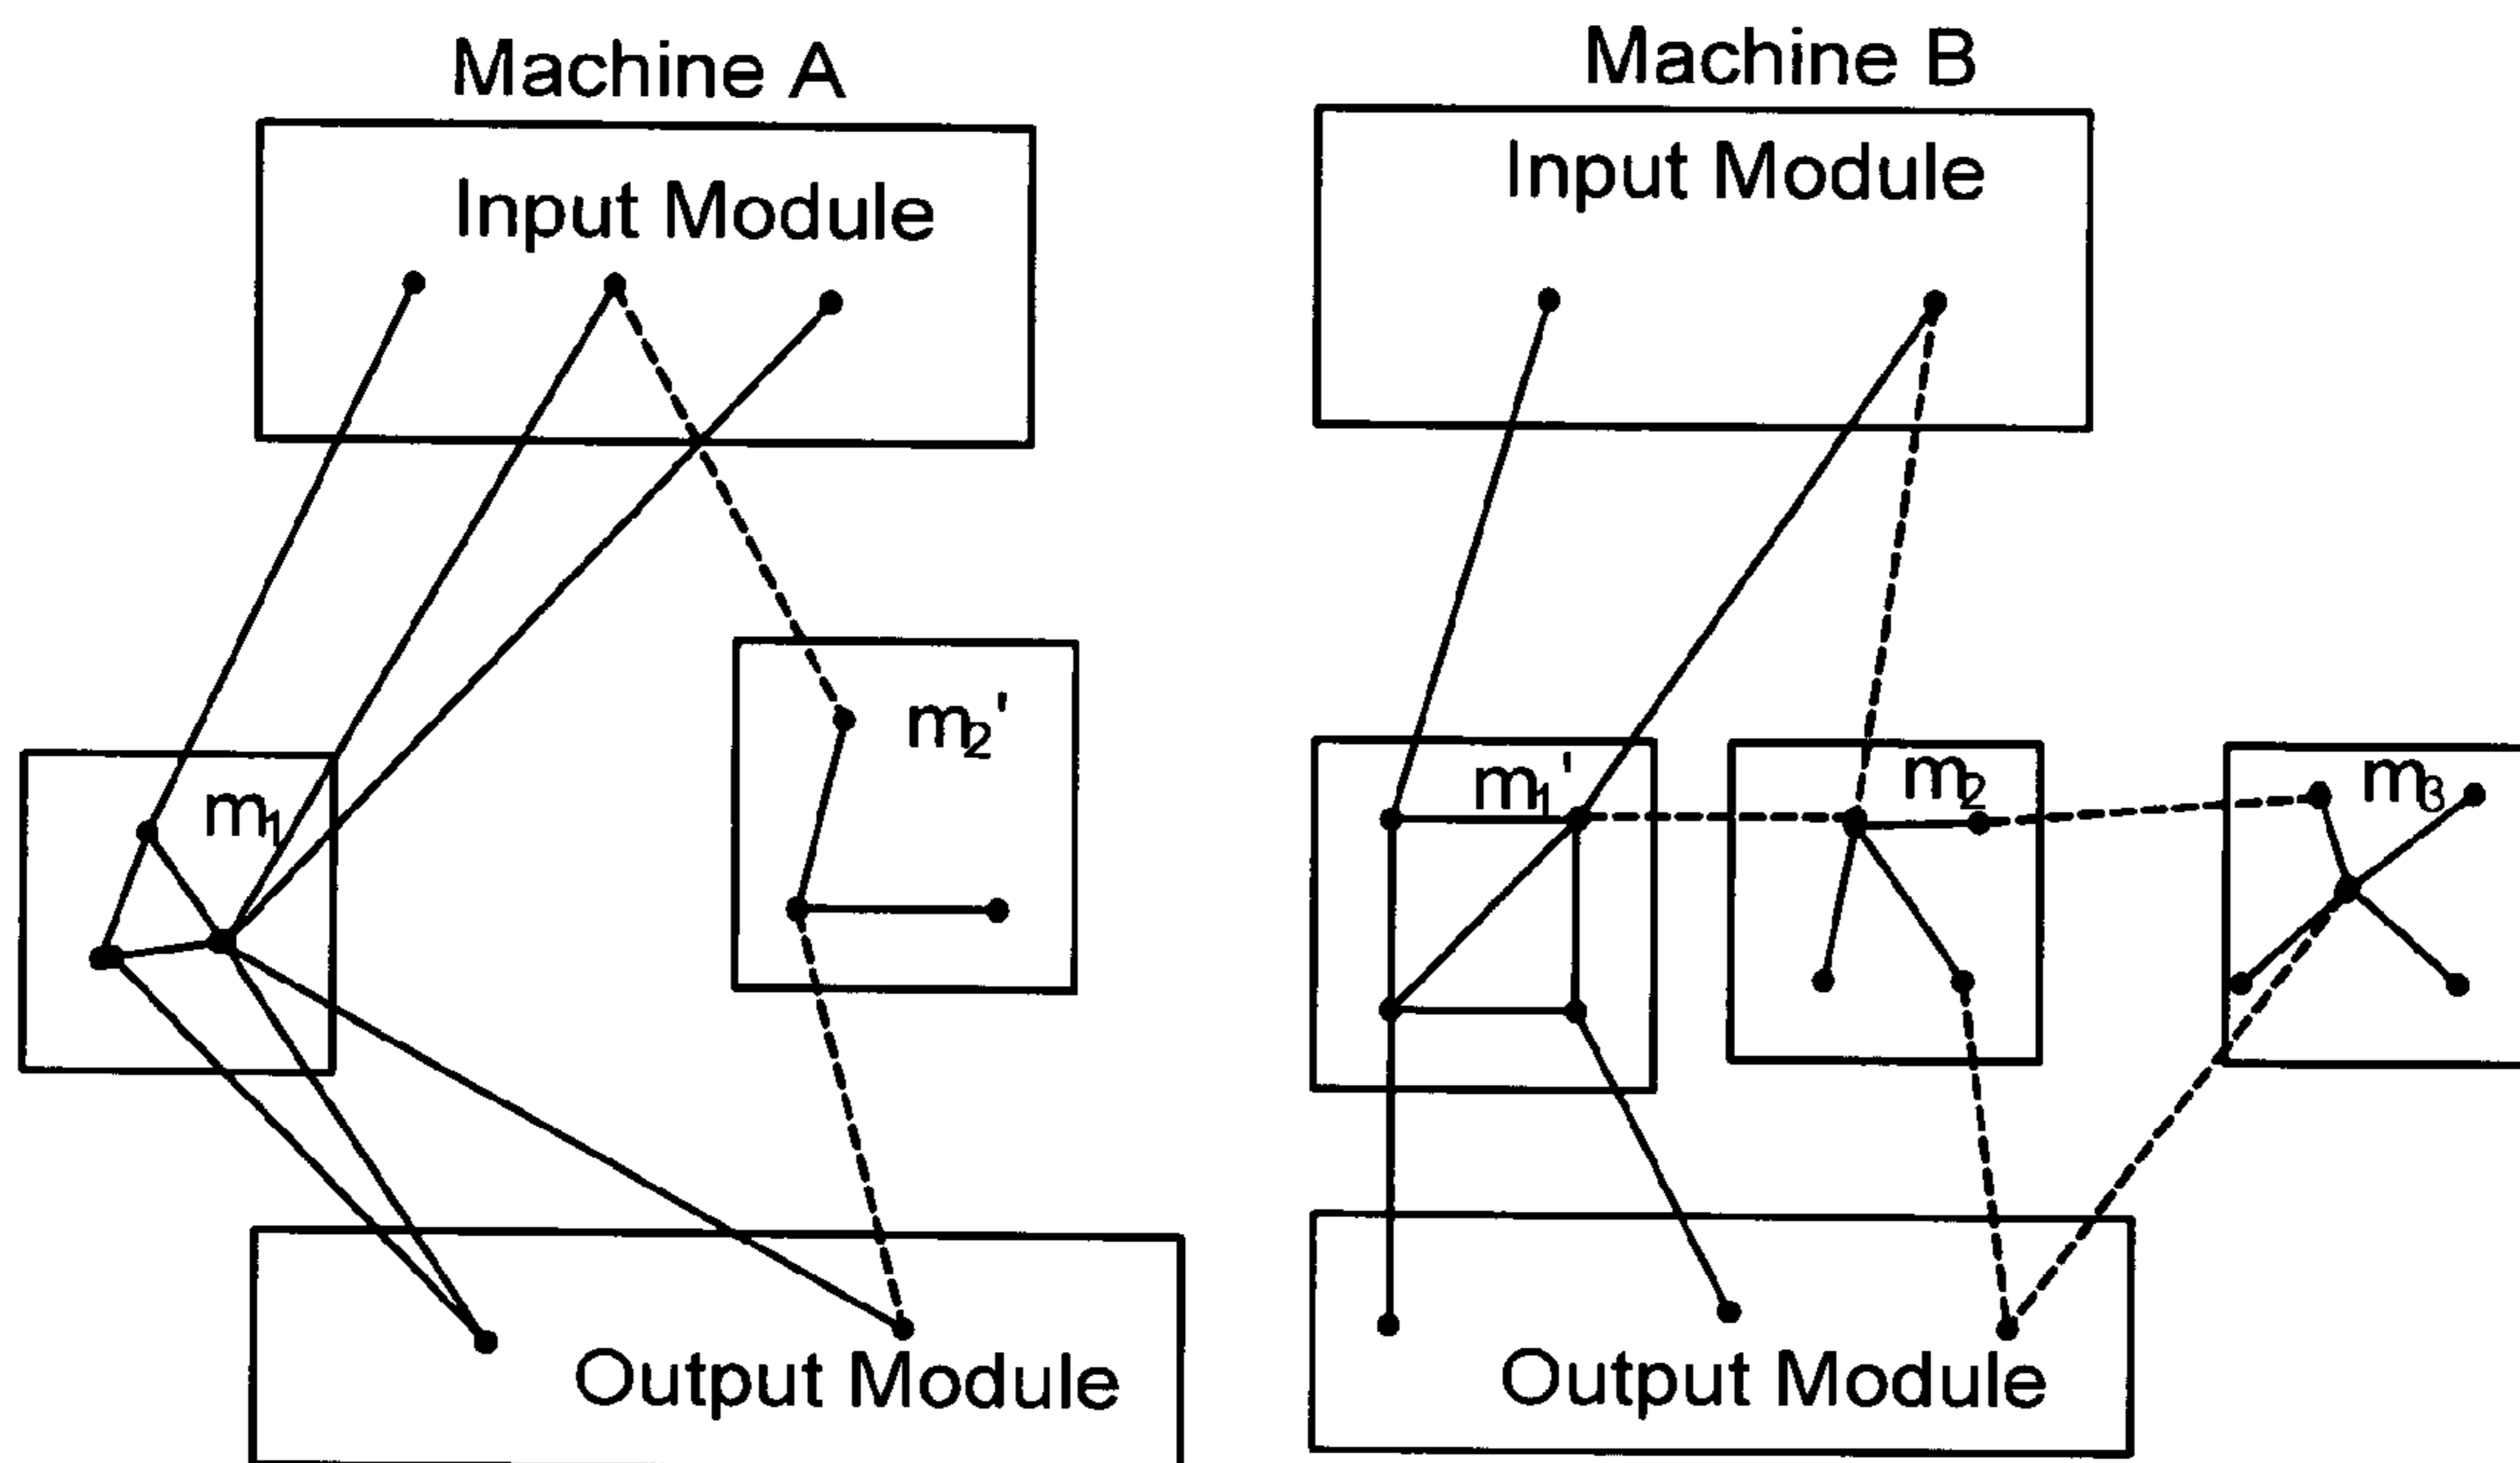 Machine A
Input Module
m1
m2'
Output Module
Machine B
Input Module
m1'
m2
m3
Output Module